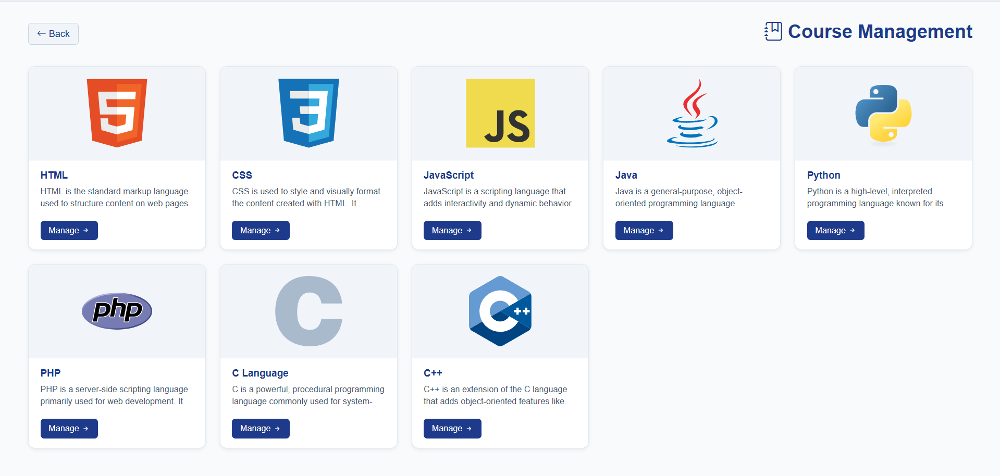 ← Back
Course Management
5
3
JS
HTML
HTML is the standard markup language
used to structure content on web pages.
Manage →
CSS
CSS is used to style and visually format
the content created with HTML. It
Manage →
JavaScript
JavaScript is a scripting language that
adds interactivity and dynamic behavior
Manage →
Java
Java is a general-purpose, object-
oriented programming language
Manage →
Python
Python is a high-level, interpreted
programming language known for its
Manage →
php
C
C++
PHP
PHP is a server-side scripting language
primarily used for web development. It
Manage →
C Language
C is a powerful, procedural programming
language commonly used for system-
Manage →
C++
C++ is an extension of the C language
that adds object-oriented features like
Manage →